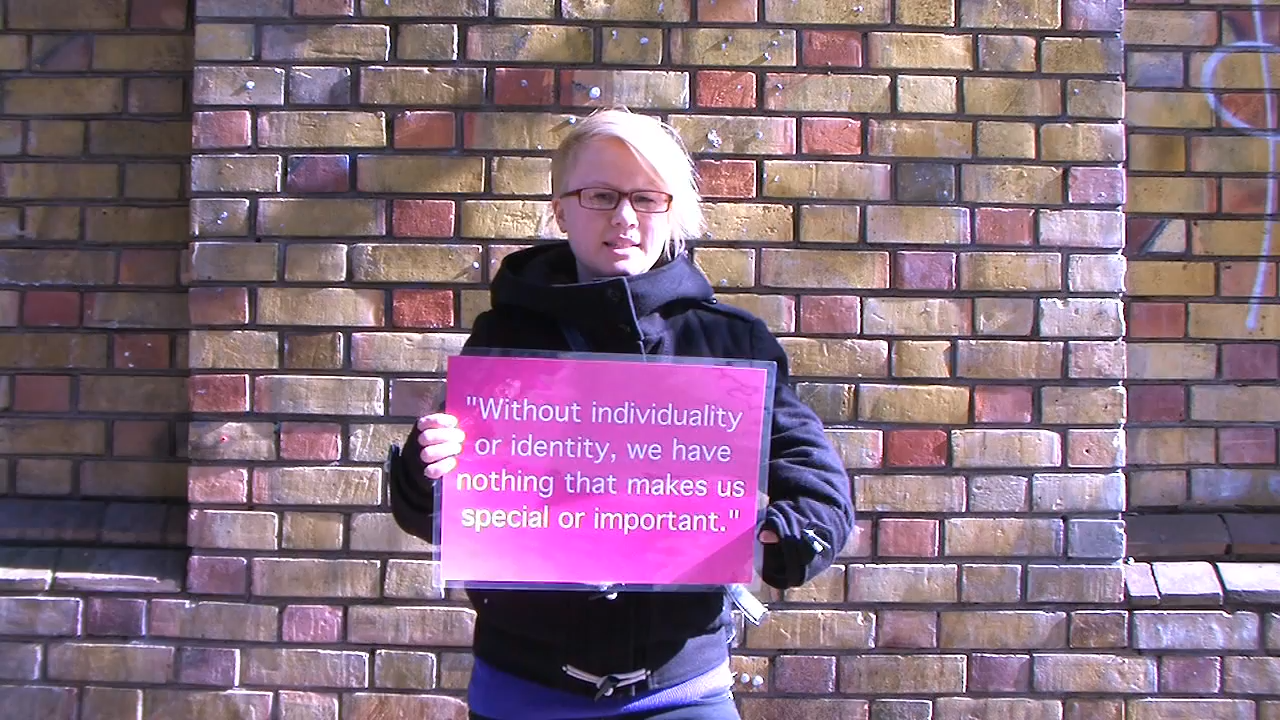 "Without individuality
or identity, we have
nothing that makes us
special or important."